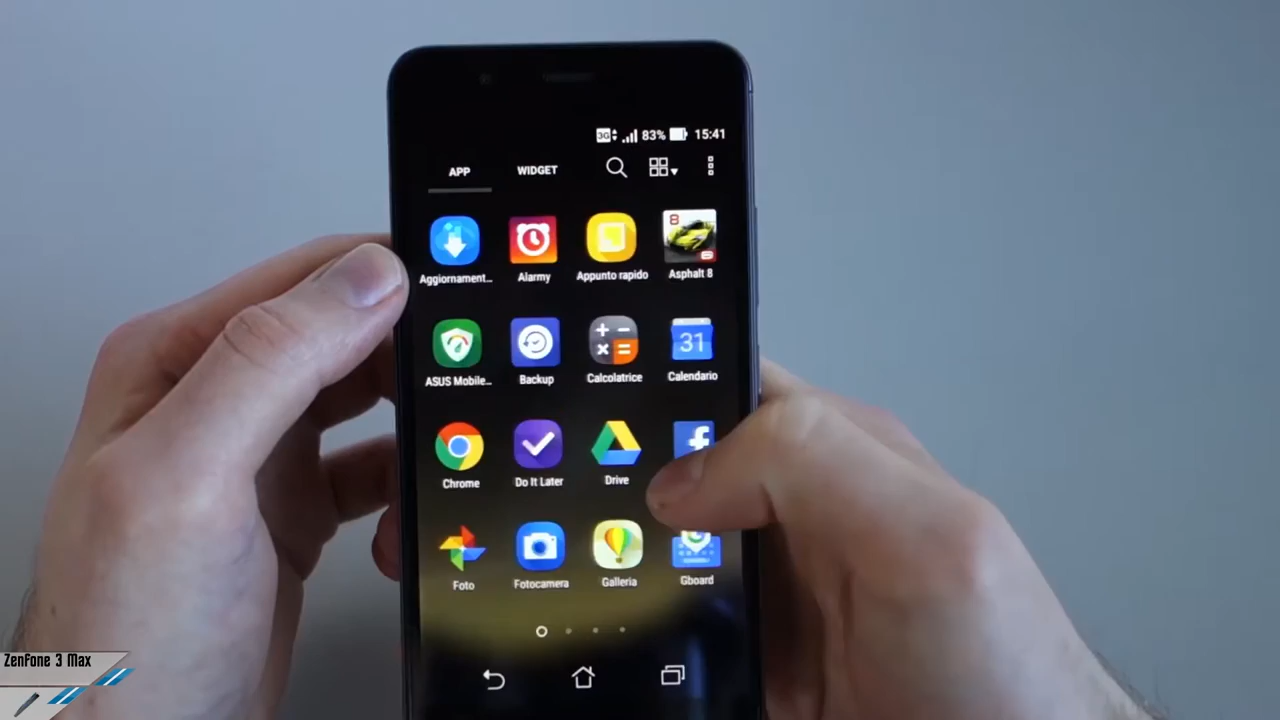 3G 83% 15:41
APP WIDGET
8
Aggiornament... Alarmy Appunto rapido Asphalt 8
31
ASUS Mobile... Backup Calcolatrice Calendario
f
Chrome Do It Later Drive
Foto Fotocamera Galleria Gboard
ZenFone 3 Max